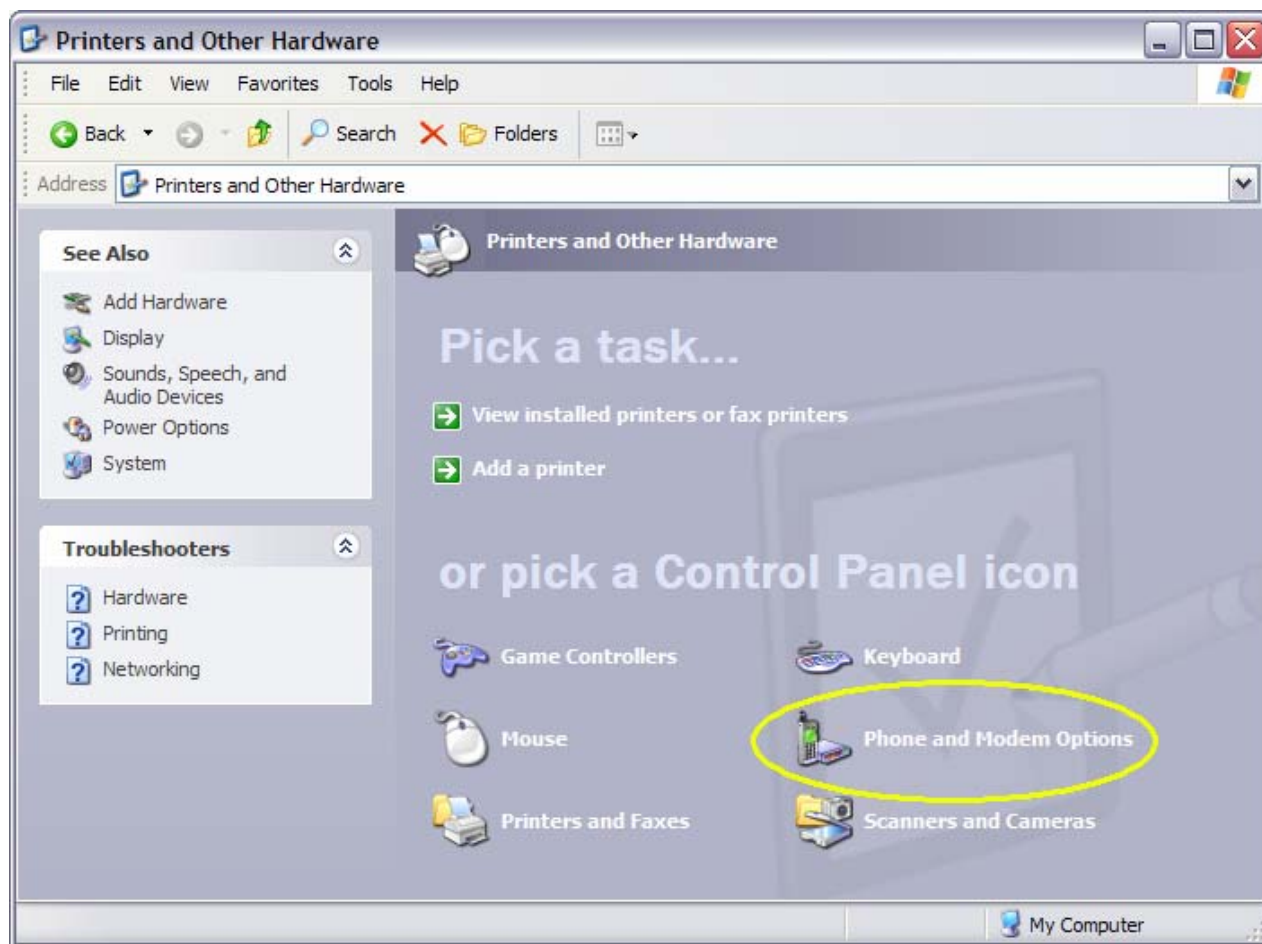 Printers and Other Hardware
File Edit View Favorites Tools Help
Back Search Folders
Address Printers and Other Hardware
See Also
Add Hardware
Display
Sounds, Speech, and
Audio Devices
Power Options
System
Troubleshooters
Hardware
Printing
Networking
Printers and Other Hardware
Pick a task...
View installed printers or fax printers
Add a printer
or pick a Control Panel icon
Game Controllers Keyboard
Mouse Phone and Modem Options
Printers and Faxes Scanners and Cameras
My Computer